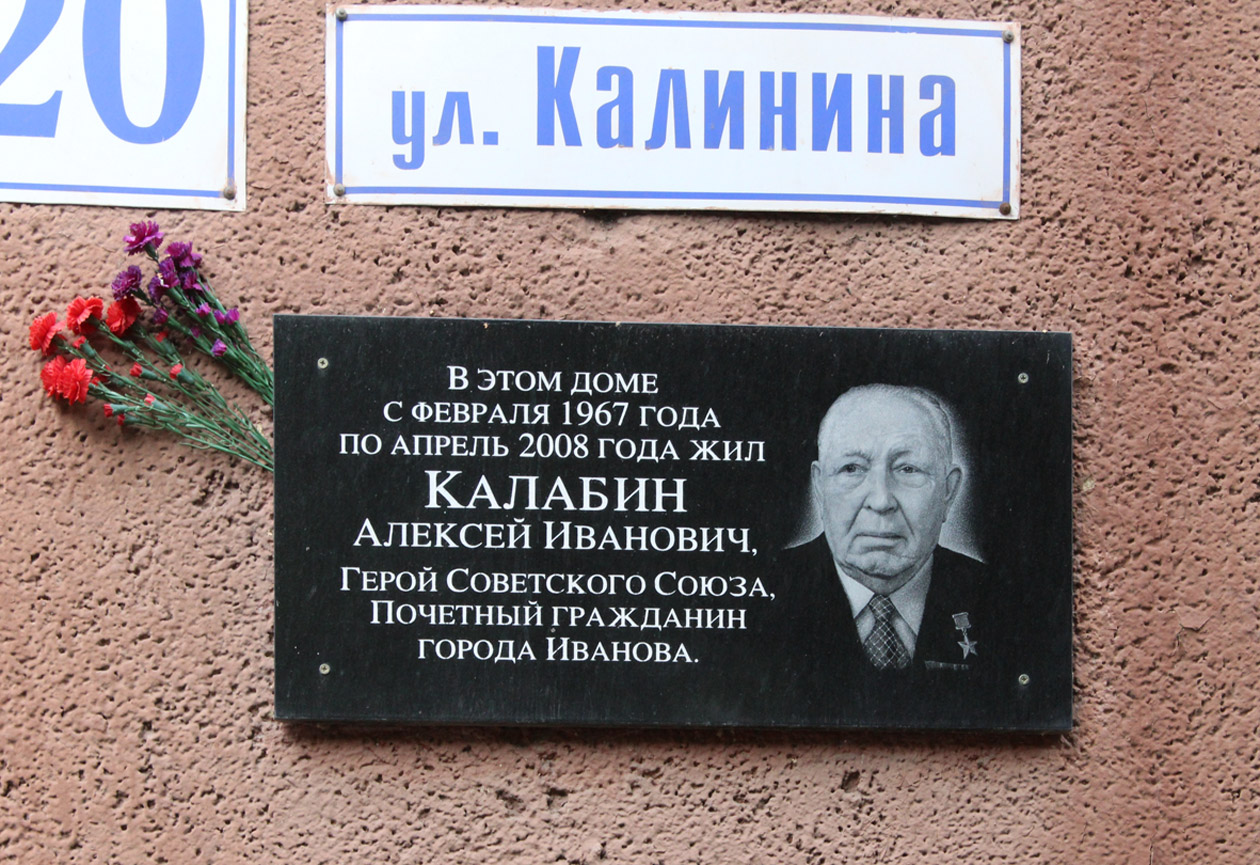 20
ул. Калинина
В ЭТОМ ДОМЕ
С ФЕВРАЛЯ 1967 ГОДА
ПО АПРЕЛЬ 2008 ГОДА ЖИЛ
КАЛАБИН
АЛЕКСЕЙ ИВАНОВИЧ,
ГЕРОЙ СОВЕТСКОГО СОЮЗА,
ПОЧЕТНЫЙ ГРАЖДАНИН
ГОРОДА ИВАНОВА.